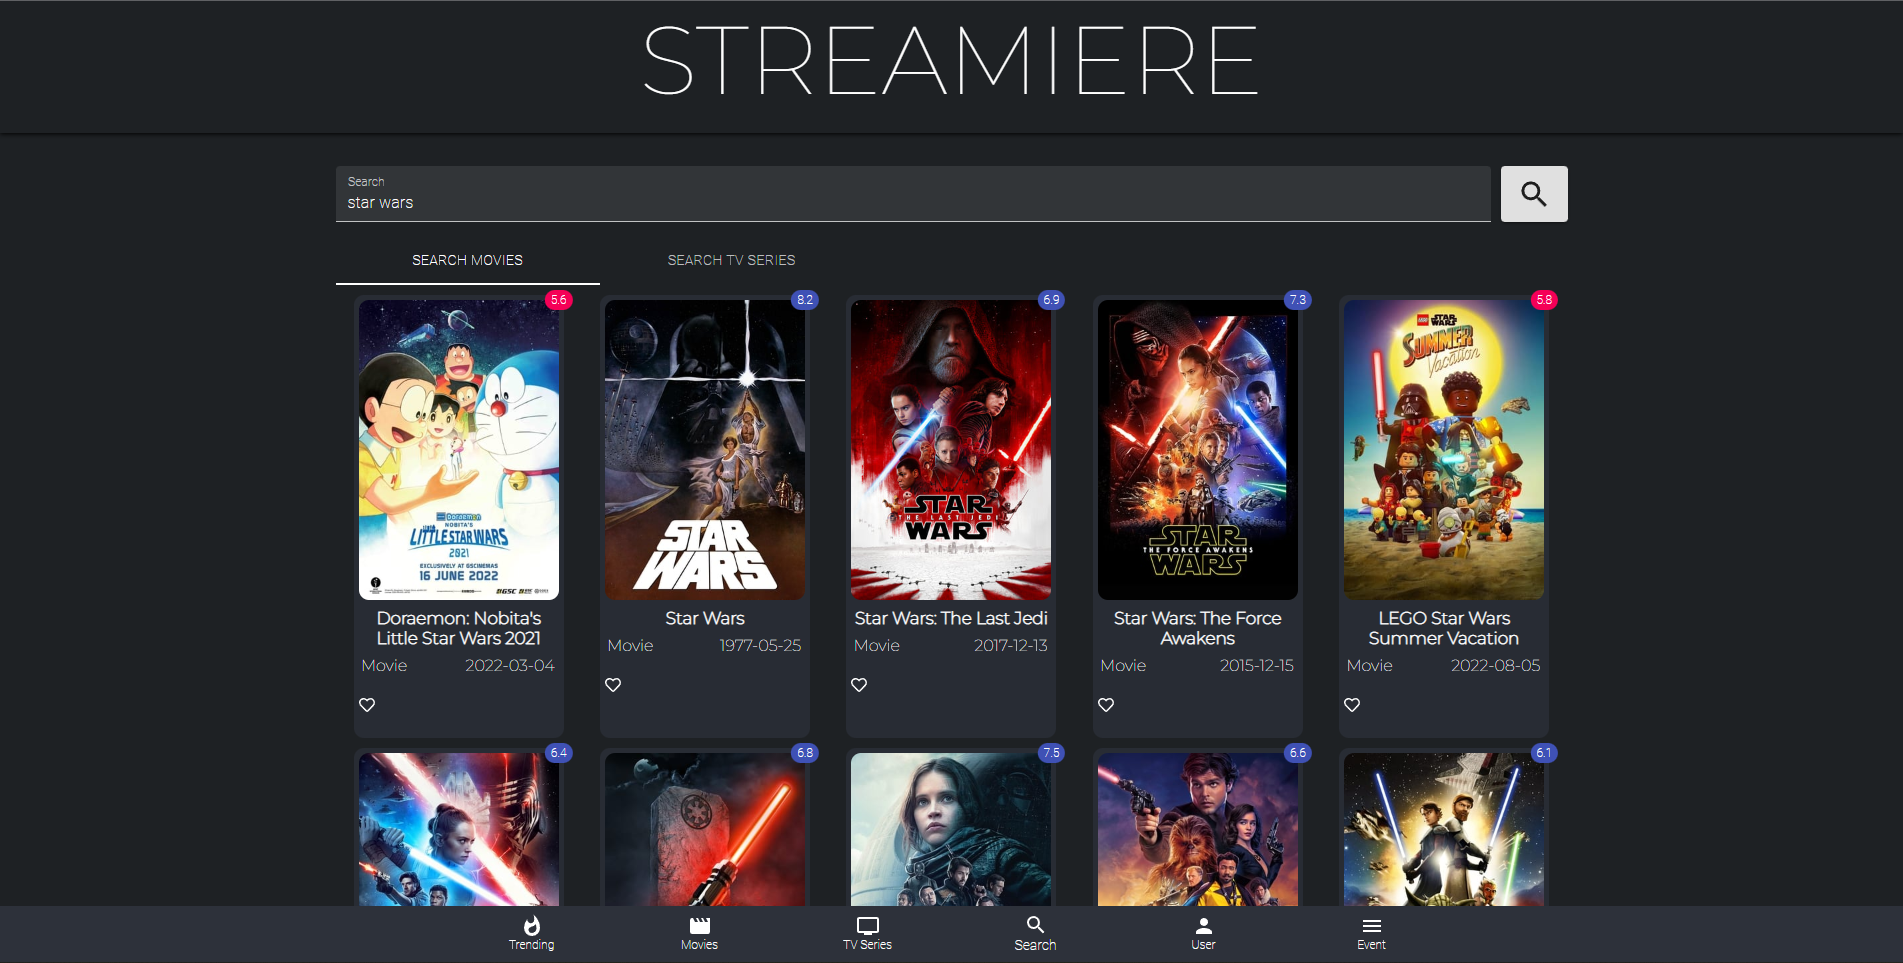 STREAMIERE
Search
star wars
SEARCH MOVIES
SEARCH TV SERIES
5.6
8.2
6.9
7.3
5.8
Doraemon
NOBITA'S
LITTLE STAR WARS
2021
EXCLUSIVELY AT GSCINEMAS
16 JUNE 2022
GSC
STAR
WARS
STAR
THE LAST JEDI
WARS
STAR
THE FORCE AWAKENS
WARS
LEGO STAR WARS
SUMMER
Vacation
Doraemon: Nobita's
Little Star Wars 2021
Movie 2022-03-04
Star Wars
Movie 1977-05-25
Star Wars: The Last Jedi
Movie 2017-12-13
Star Wars: The Force
Awakens
Movie 2015-12-15
LEGO Star Wars
Summer Vacation
Movie 2022-08-05
6.4
6.8
7.5
6.6
6.1
Trending
Movies
TV Series
Search
User
Event